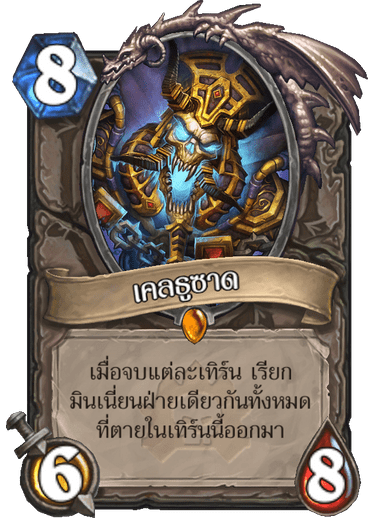 8
เคลธูซาด
เมื่อจบแต่ละเทิร์น เรียก
มินเนี่ยนฝ่ายเดียวกันทั้งหมด
ที่ตายในเทิร์นนี้ออกมา
6
8